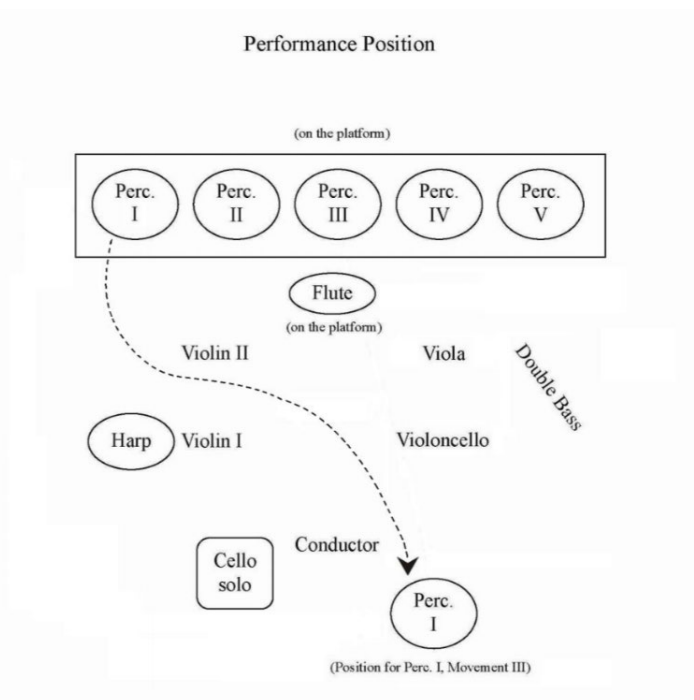 Performance Position
(on the platform)
Perc.
I
Perc.
II
Perc.
III
Perc.
IV
Perc.
V
Flute
(on the platform)
Violin II
Viola
Double Bass
Harp
Violin I
Violoncello
Conductor
Cello
solo
Perc.
I
(Position for Perc. I, Movement III)